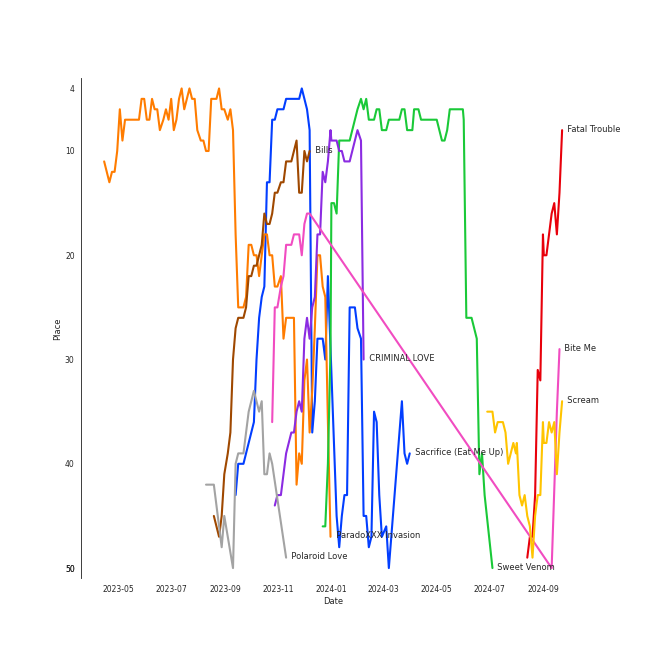 4
Fatal Trouble
10
Bills
20
Place
30
Bite Me
CRIMINAL LOVE
Scream
40
Sacrifice (Eat Me Up)
ParadoXXX Invasion
Polaroid Love
50
Sweet Venom
2023-05 2023-07 2023-09 2023-11 2024-01 2024-03 2024-05 2024-07 2024-09
Date